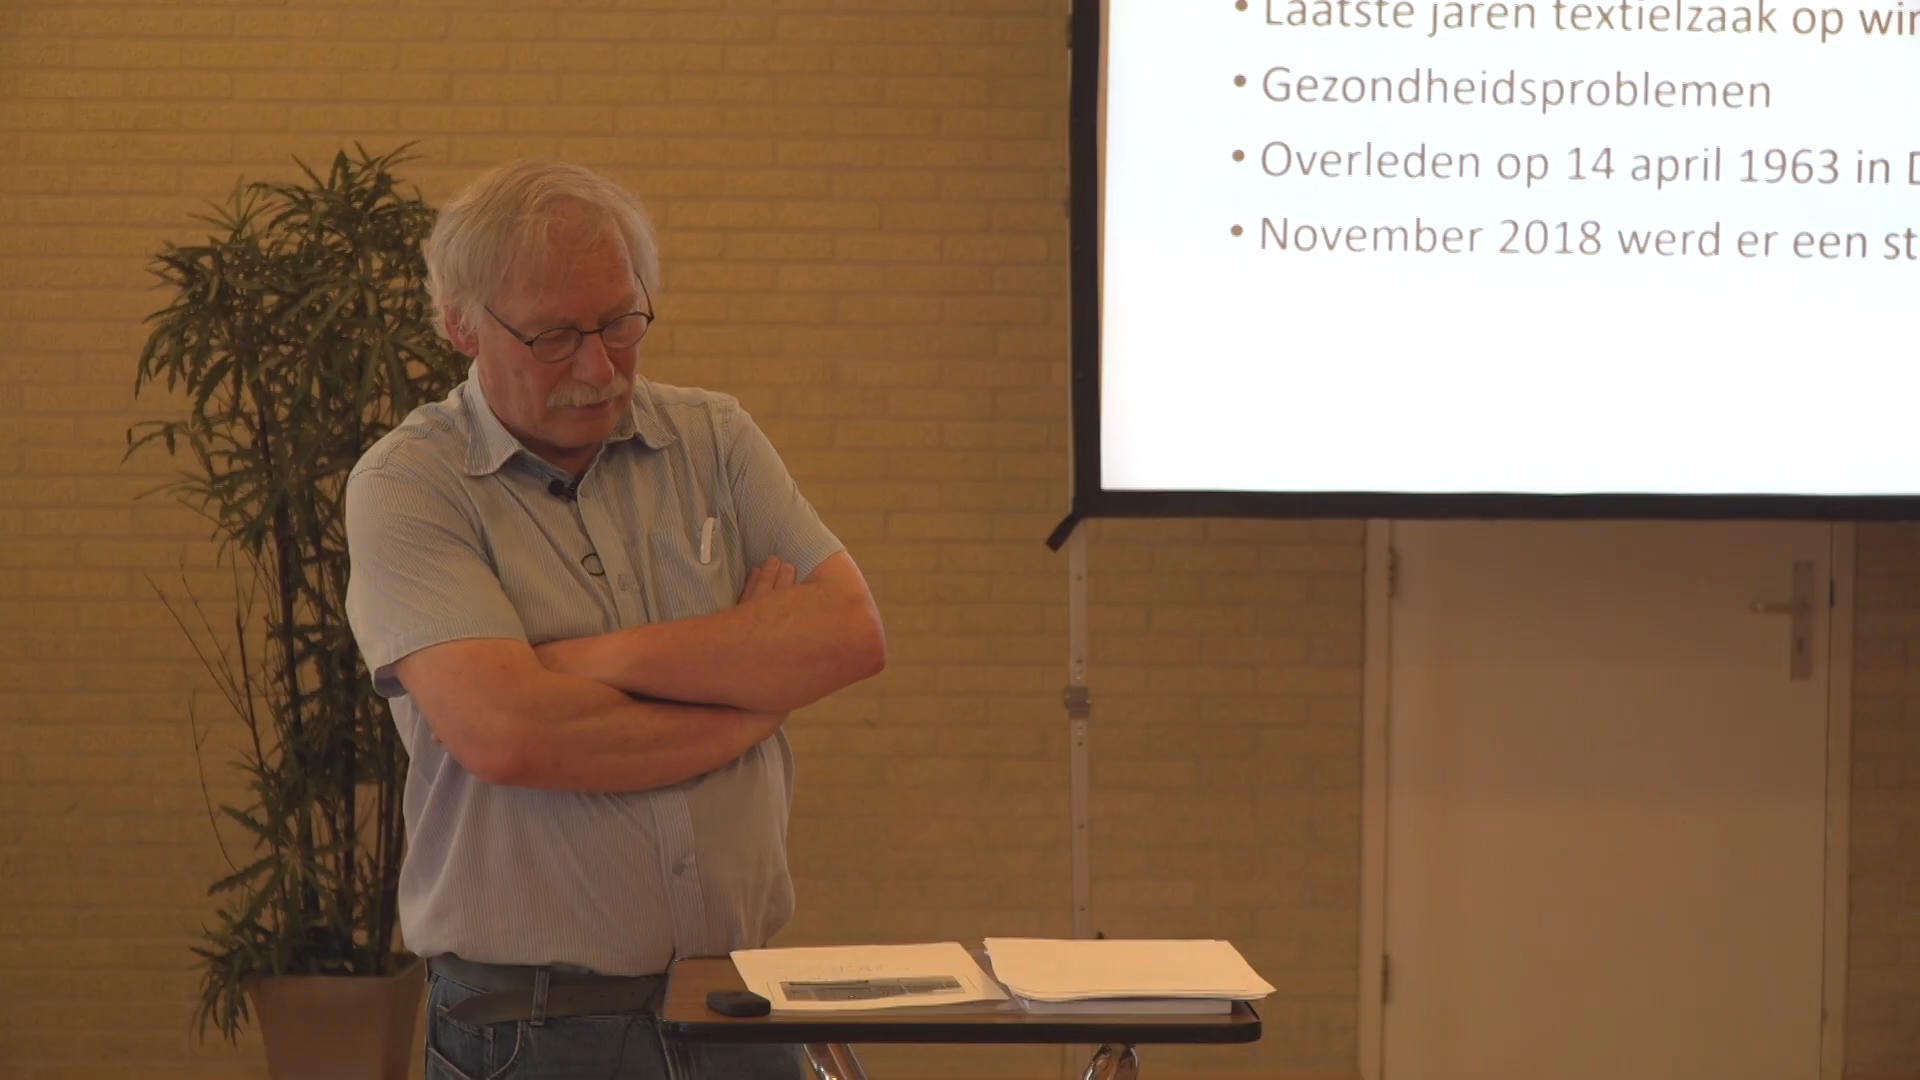 • Laatste jaren textielzaak op
• Gezondheidsproblemen
• Overleden op 14 april 1963 in
• November 2018 werd er een